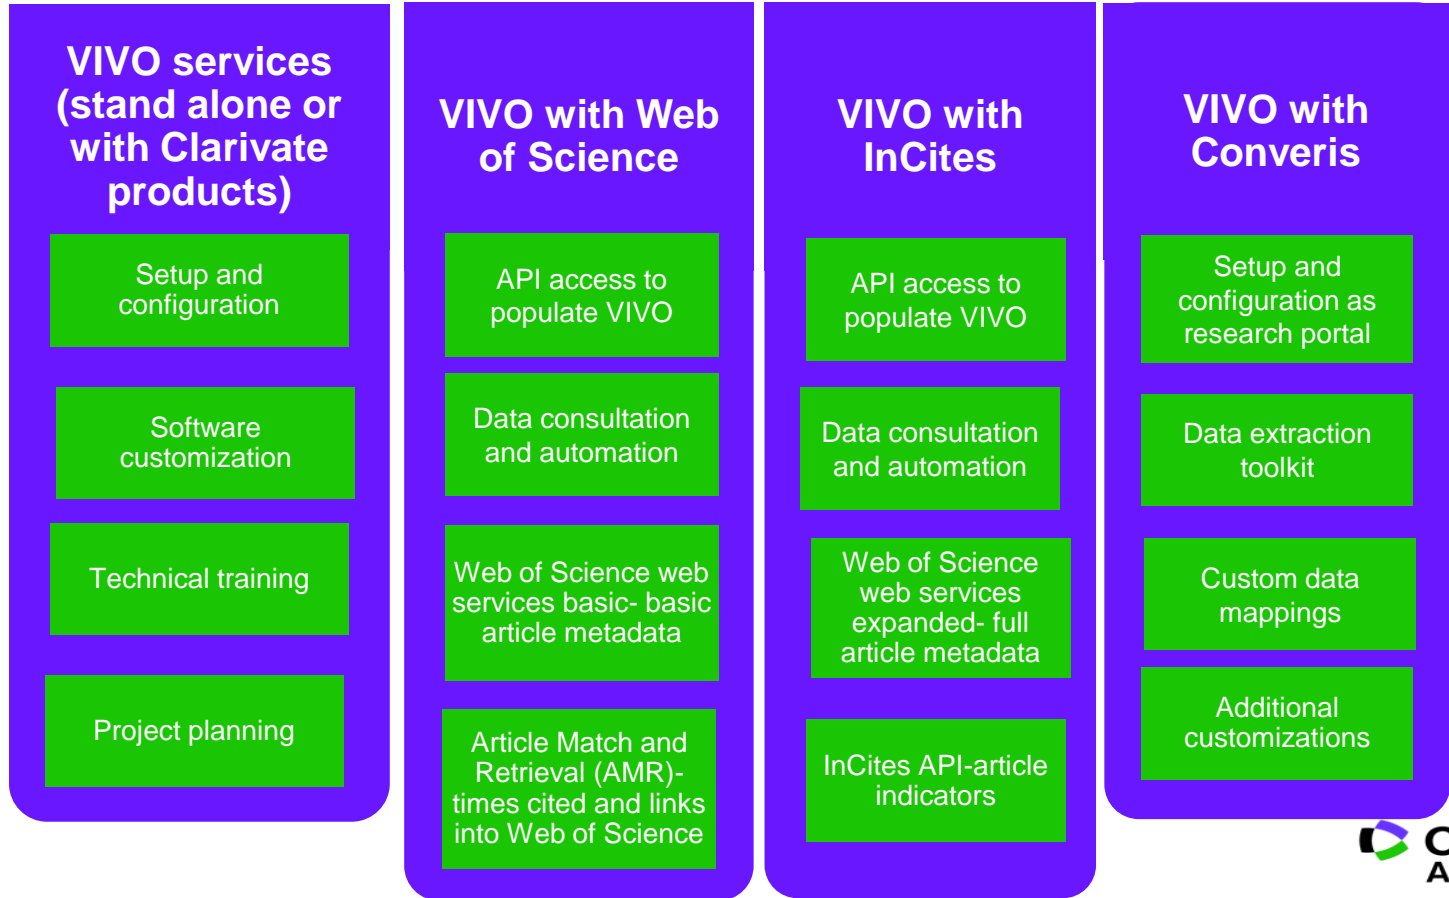 VIVO services
(stand alone or
with Clarivate
products)
Setup and
configuration
Software
customization
Technical training
Project planning
VIVO with Web
of Science
API access to
populate VIVO
Data consultation
and automation
Web of Science web
services basic- basic
article metadata
Article Match and
Retrieval (AMR)-
times cited and links
into Web of Science
VIVO with
InCites
API access to
populate VIVO
Data consultation
and automation
Web of Science
web services
expanded- full
article metadata
InCites API-article
indicators
VIVO with
Converis
Setup and
configuration as
research portal
Data extraction
toolkit
Custom data
mappings
Additional
customizations